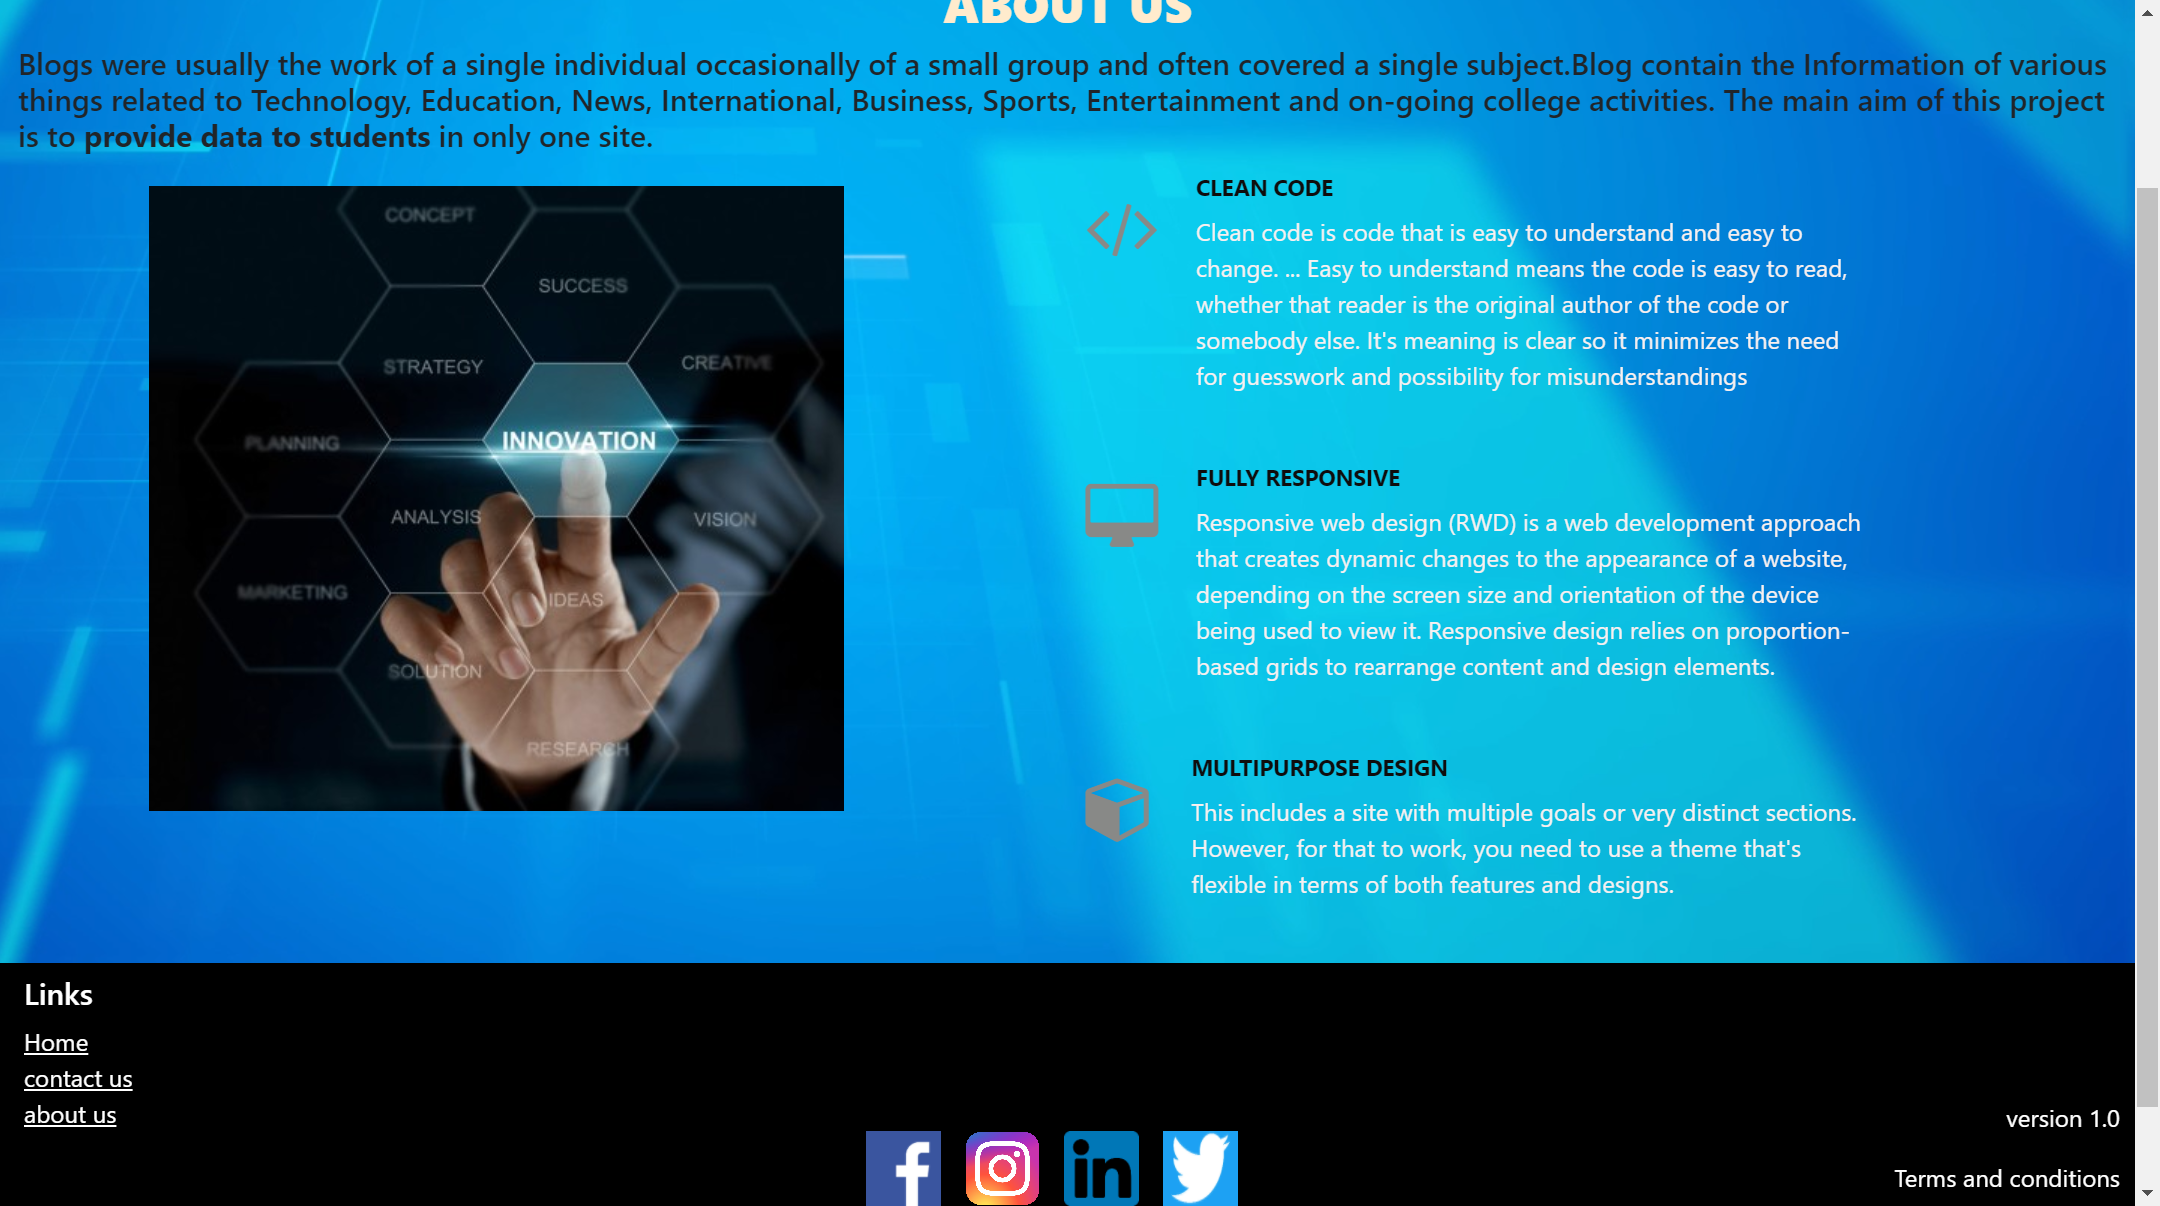 ABOUT US
Blogs were usually the work of a single individual occasionally of a small group and often covered a single subject.Blog contain the Information of various
things related to Technology, Education, News, International, Business, Sports, Entertainment and on-going college activities. The main aim of this project
is to provide data to students in only one site.
CONCEPT
SUCCESS
STRATEGY
CREATIVE
PLANNING
INNOVATION
ANALYSIS
VISION
MARKETING
IDEAS
SOLUTION
RESEARCH
CLEAN CODE
Clean code is code that is easy to understand and easy to
change. ... Easy to understand means the code is easy to read,
whether that reader is the original author of the code or
somebody else. It's meaning is clear so it minimizes the need
for guesswork and possibility for misunderstandings
FULLY RESPONSIVE
Responsive web design (RWD) is a web development approach
that creates dynamic changes to the appearance of a website,
depending on the screen size and orientation of the device
being used to view it. Responsive design relies on proportion-
based grids to rearrange content and design elements.
MULTIPURPOSE DESIGN
This includes a site with multiple goals or very distinct sections.
However, for that to work, you need to use a theme that's
flexible in terms of both features and designs.
Links
Home
contact us
about us
version 1.0
Terms and conditions